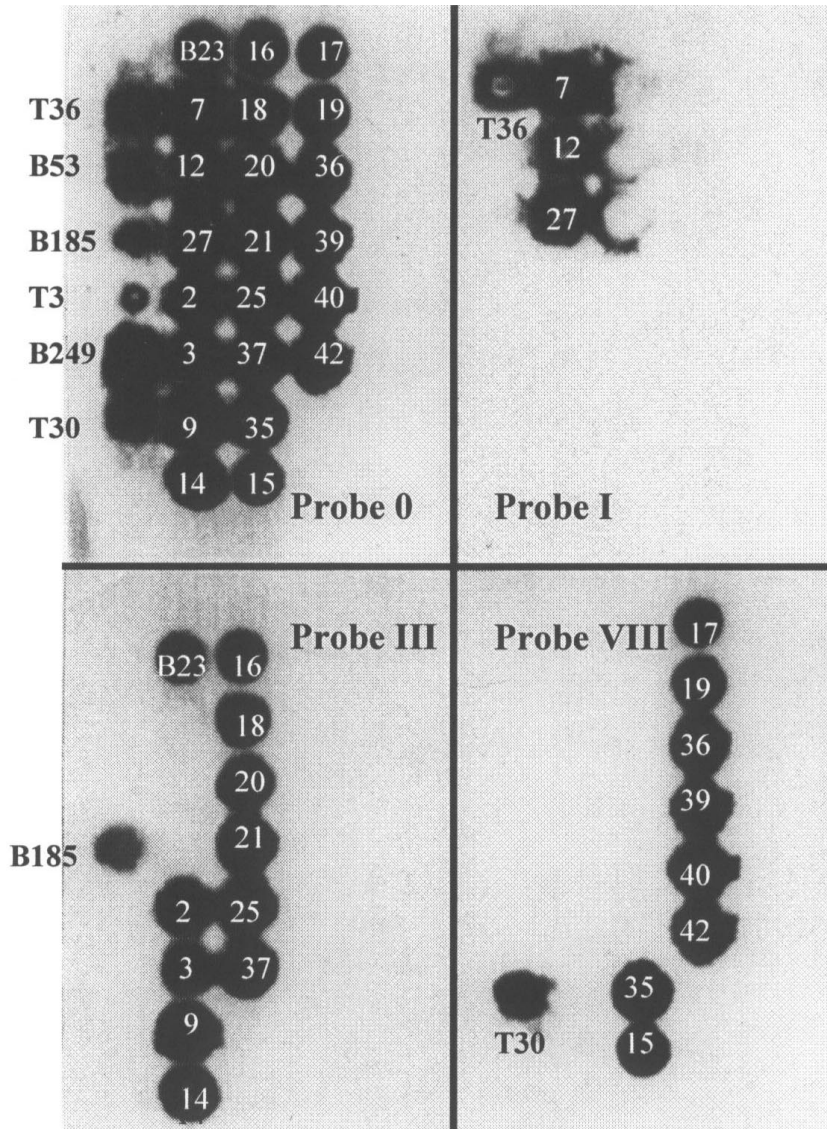 B23 16 17
T36 7 18 19
B53 12 20 36
B185 27 21 39
T3 2 25 40
B249 3 37 42
T30 9 35
14 15
Probe 0
7
T36
12
27
Probe I
Probe III
B23 16
18
20
21
B185
2 25
3 37
9
14
Probe VIII
17
19
36
39
40
42
35
T30
15